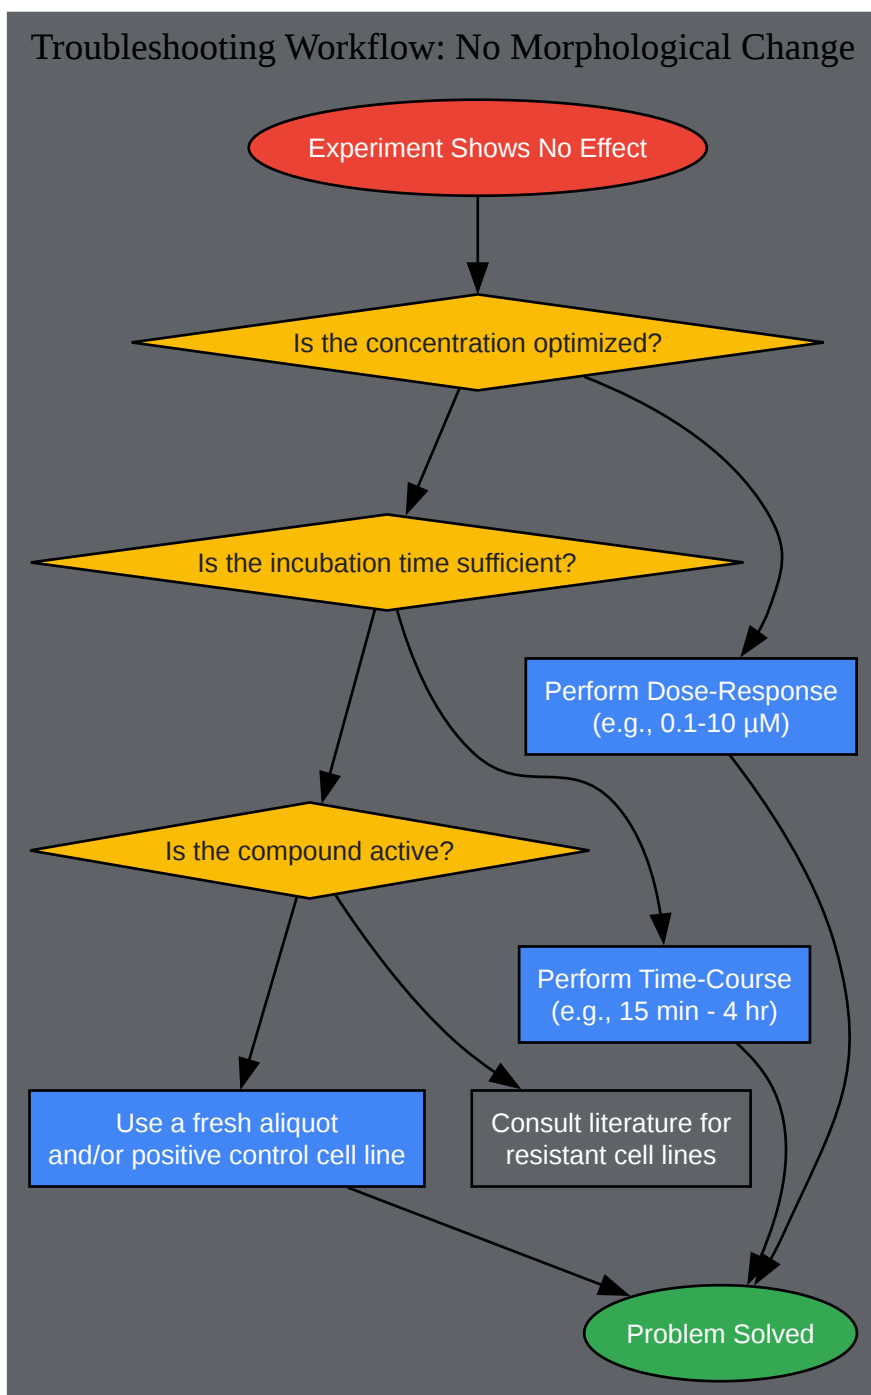 Troubleshooting Workflow: No Morphological Change
Experiment Shows No Effect
Is the concentration optimized?
Is the incubation time sufficient?
Perform Dose-Response
(e.g., 0.1-10 µM)
Is the compound active?
Perform Time-Course
(e.g., 15 min - 4 hr)
Use a fresh aliquot
and/or positive control cell line
Consult literature for
resistant cell lines
Problem Solved